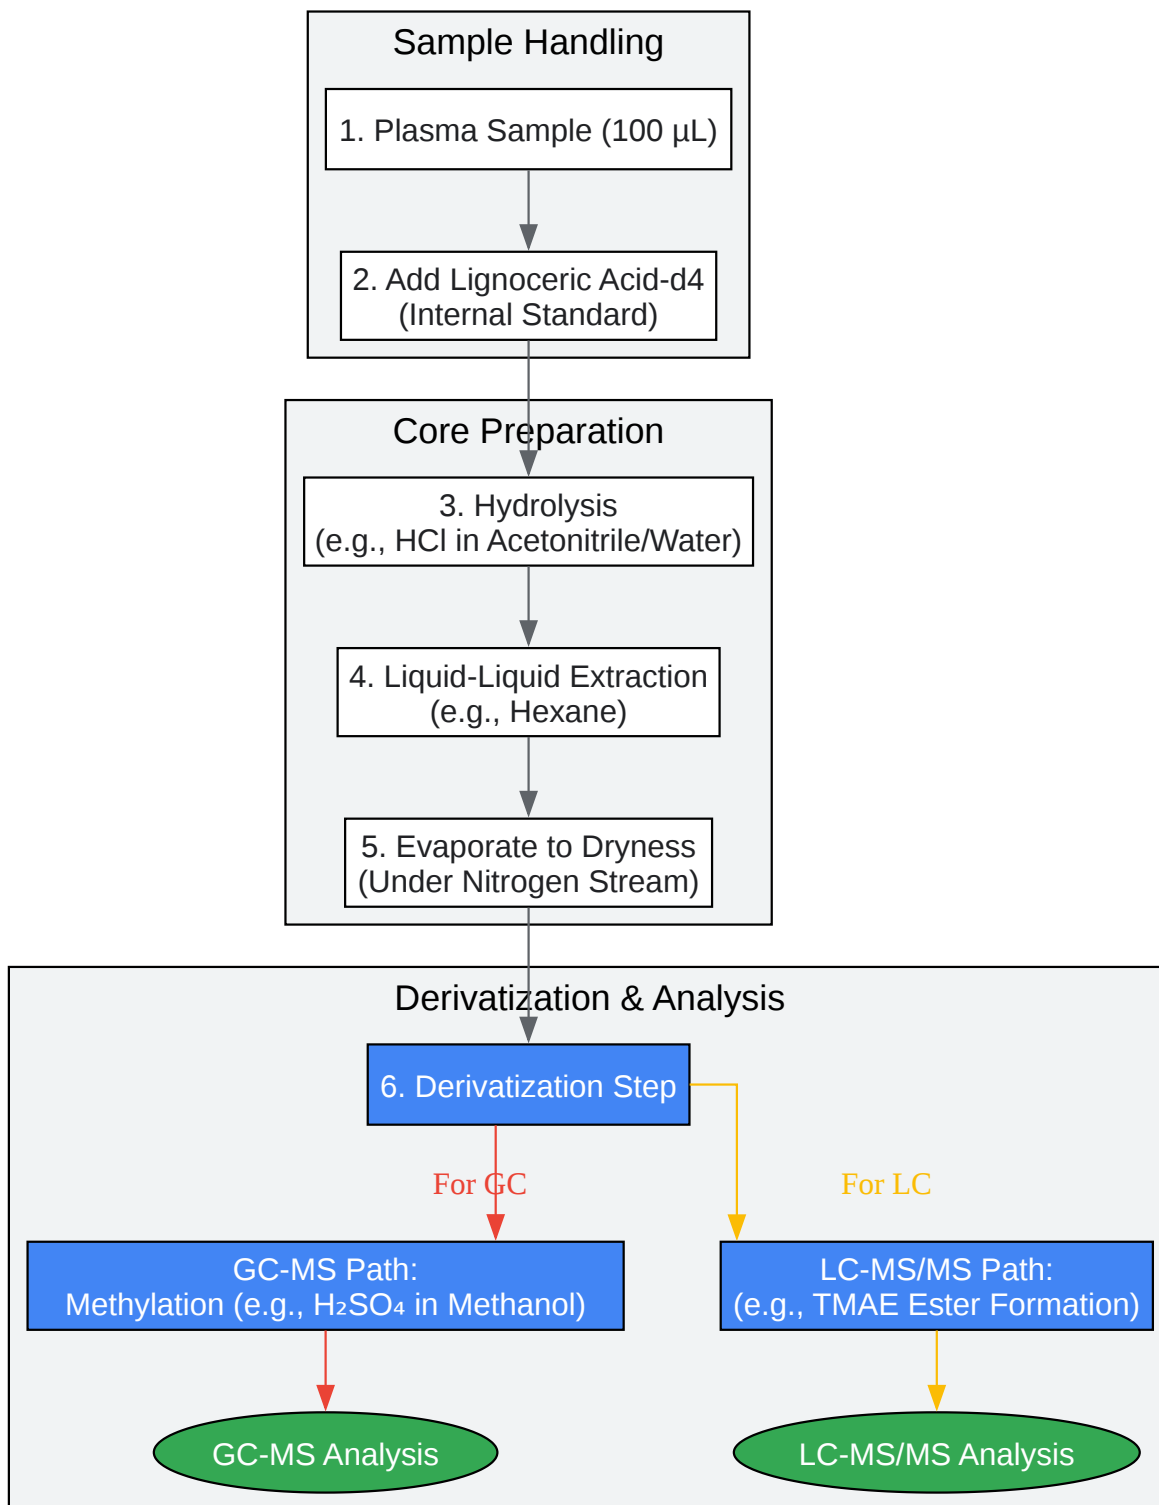 Sample Handling
1. Plasma Sample (100 µL)
2. Add Lignoceric Acid-d4
(Internal Standard)
Core Preparation
3. Hydrolysis
(e.g., HCl in Acetonitrile/Water)
4. Liquid-Liquid Extraction
(e.g., Hexane)
5. Evaporate to Dryness
(Under Nitrogen Stream)
Derivatization & Analysis
6. Derivatization Step
For GC
For LC
GC-MS Path:
Methylation (e.g., H₂SO₄ in Methanol)
LC-MS/MS Path:
(e.g., TMAE Ester Formation)
GC-MS Analysis
LC-MS/MS Analysis